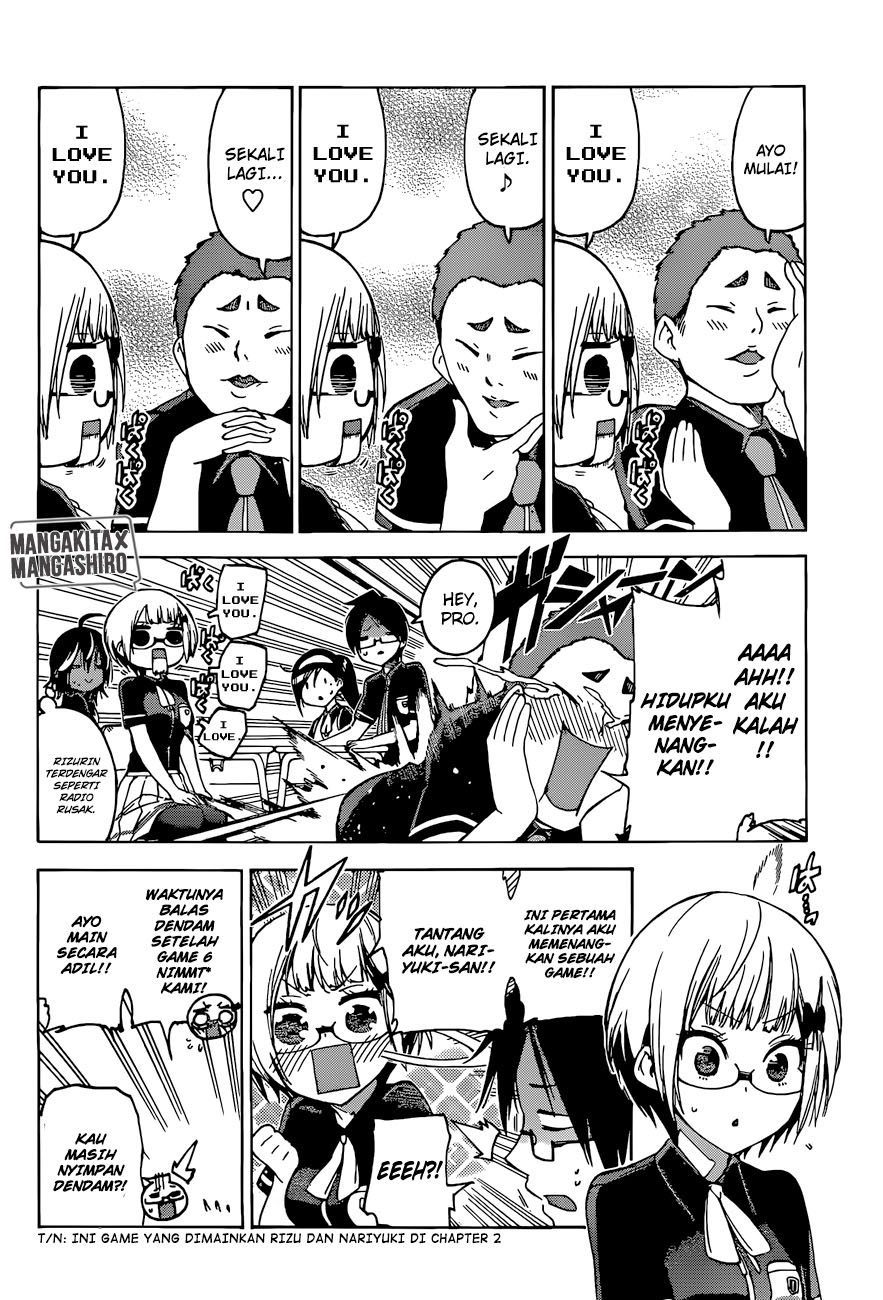 AYO
MULAI!
I
LOVE
YOU.
SEKALI
LAGI.
♪
I
LOVE
YOU.
SEKALI
LAGI...
♡
I
LOVE
YOU.
AAAA
AHH!!
AKU
KALAH
!!
HIDUPKU
MENYE-
NANG-
KAN!!
HEY,
PRO.
I
LOVE
YOU.
I
LOVE
YOU.
I
LOVE.
RIZURIN
TERDENGAR
SEPERTI
RADIO
RUSAK.
MANGAKITA X
MANGASHIRO
INI PERTAMA
KALINYA AKU
MEMENANG-
KAN SEBUAH
GAME!!
TANTANG
AKU, NARI-
YUKI-SAN!!
EEEH?!
WAKTUNYA
BALAS
DENDAM
SETELAH
GAME 6
NIMMT*
KAMI!
AYO
MAIN
SECARA
ADIL!!
KAU
MASIH
NYIMPAN
DENDAM?!
T/N: INI GAME YANG DIMAINKAN RIZU DAN NARIYUKI DI CHAPTER 2